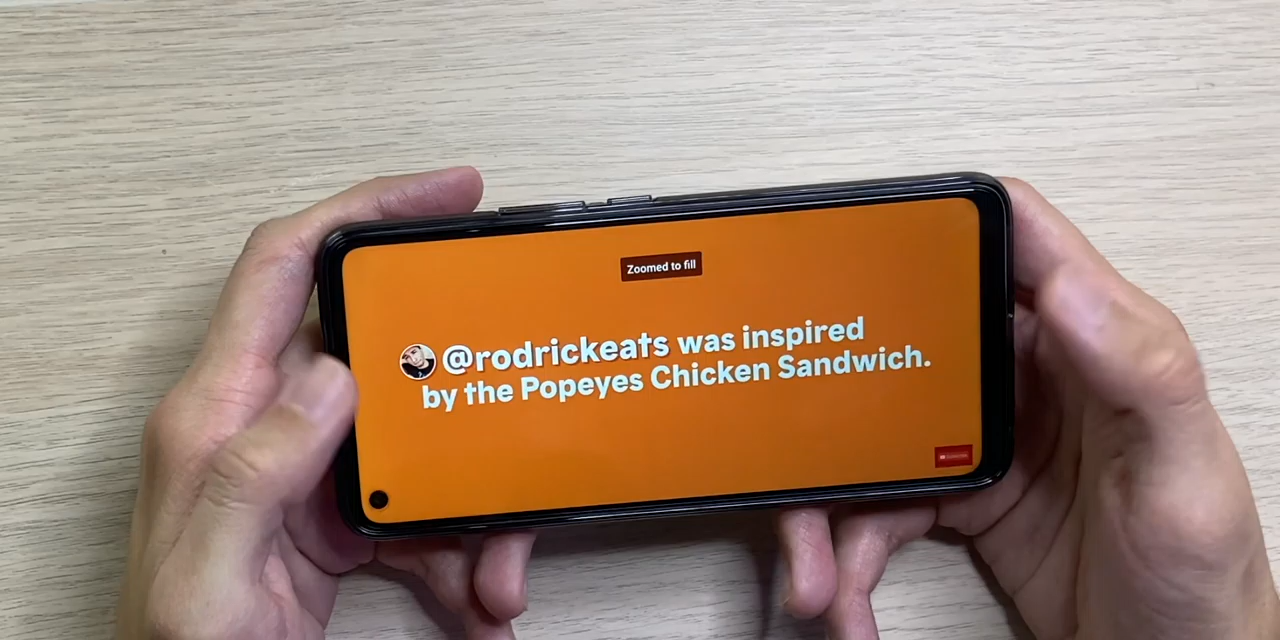 Zoomed to fill
@rodrickeats was inspired
by the Popeyes Chicken Sandwich.